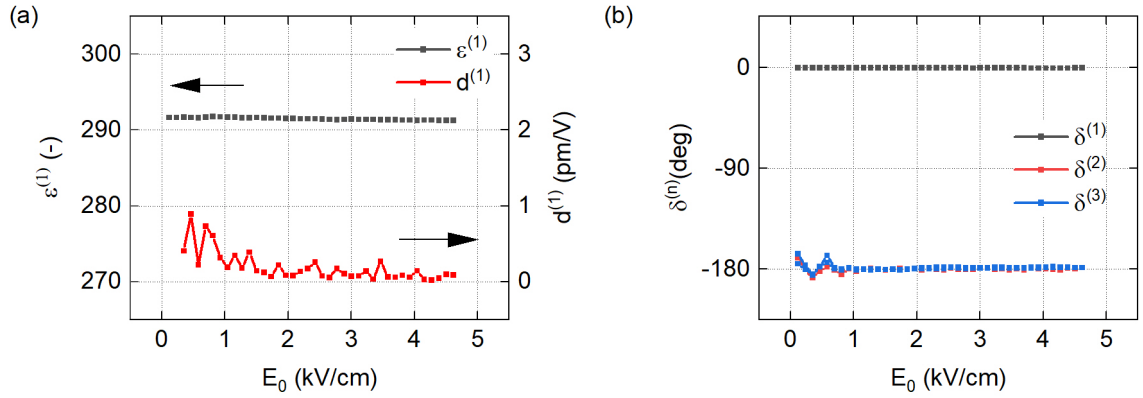 (a)
300
290
280
270
ε⁽¹⁾ (-)
ε⁽¹⁾
d⁽¹⁾
3
2
1
0
d⁽¹⁾ (pm/V)
0 1 2 3 4 5
E₀ (kV/cm)
(b)
0
-90
-180
δ⁽ⁿ⁾(deg)
δ⁽¹⁾
δ⁽²⁾
δ⁽³⁾
0 1 2 3 4 5
E₀ (kV/cm)